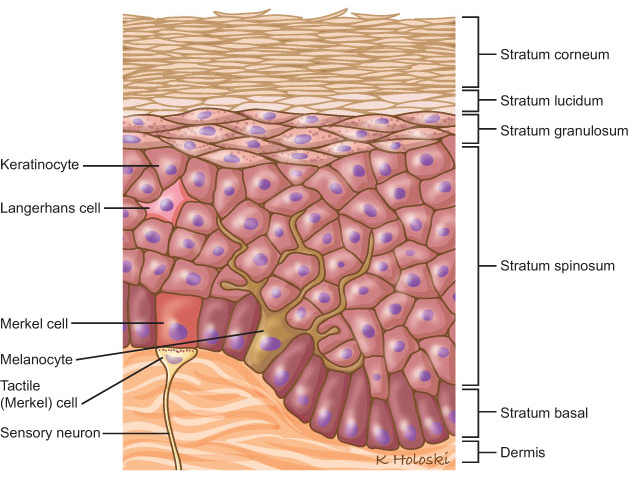 Stratum corneum
Stratum lucidum
Stratum granulosum
Keratinocyte
Langerhans cell
Stratum spinosum
Merkel cell
Melanocyte
Tactile
(Merkel) cell
Stratum basal
Sensory neuron
Dermis
K Holoski